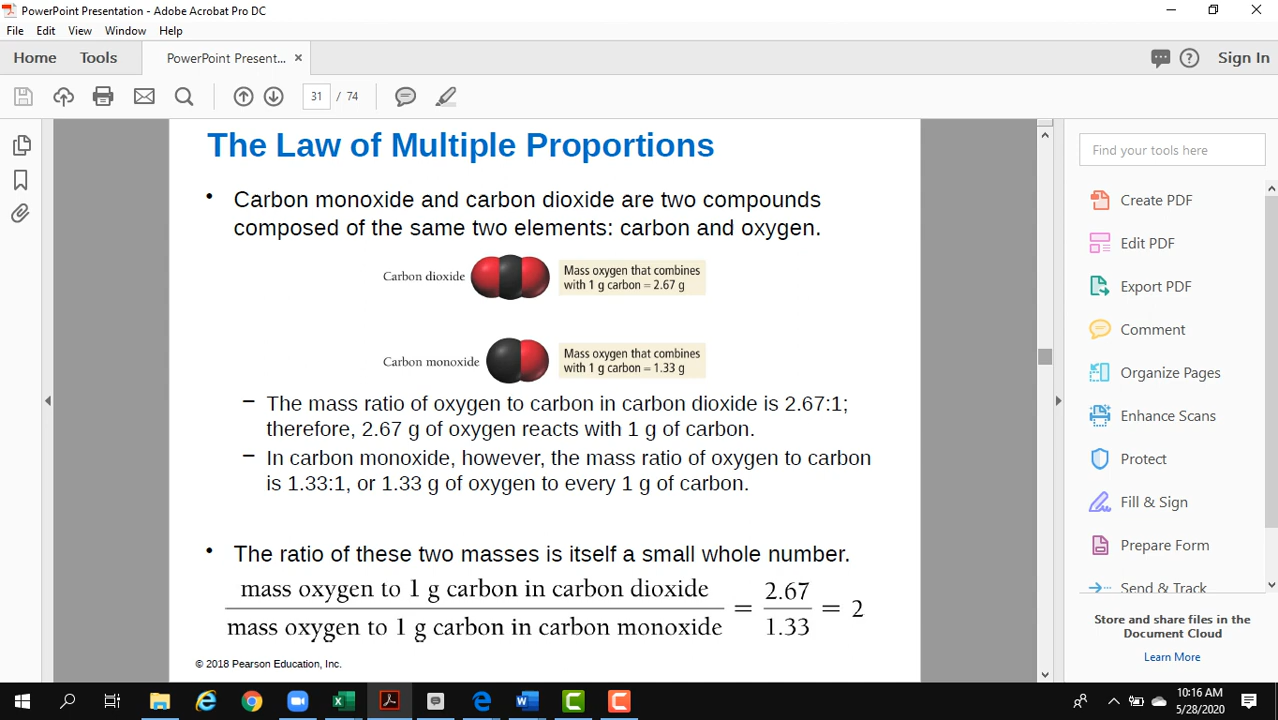 PowerPoint Presentation - Adobe Acrobat Pro DC
File Edit View Window Help
Home Tools PowerPoint Present... × Sign In
31 / 74
The Law of Multiple Proportions
• Carbon monoxide and carbon dioxide are two compounds
composed of the same two elements: carbon and oxygen.
Carbon dioxide
Mass oxygen that combines
with 1 g carbon = 2.67 g
Carbon monoxide
Mass oxygen that combines
with 1 g carbon = 1.33 g
– The mass ratio of oxygen to carbon in carbon dioxide is 2.67:1;
therefore, 2.67 g of oxygen reacts with 1 g of carbon.
– In carbon monoxide, however, the mass ratio of oxygen to carbon
is 1.33:1, or 1.33 g of oxygen to every 1 g of carbon.
• The ratio of these two masses is itself a small whole number.
mass oxygen to 1 g carbon in carbon dioxide
mass oxygen to 1 g carbon in carbon monoxide
= 2.67
1.33
= 2
© 2018 Pearson Education, Inc.
Find your tools here
Create PDF
Edit PDF
Export PDF
Comment
Organize Pages
Enhance Scans
Protect
Fill & Sign
Prepare Form
Send & Track
Store and share files in the
Document Cloud
Learn More
10:16 AM
5/28/2020